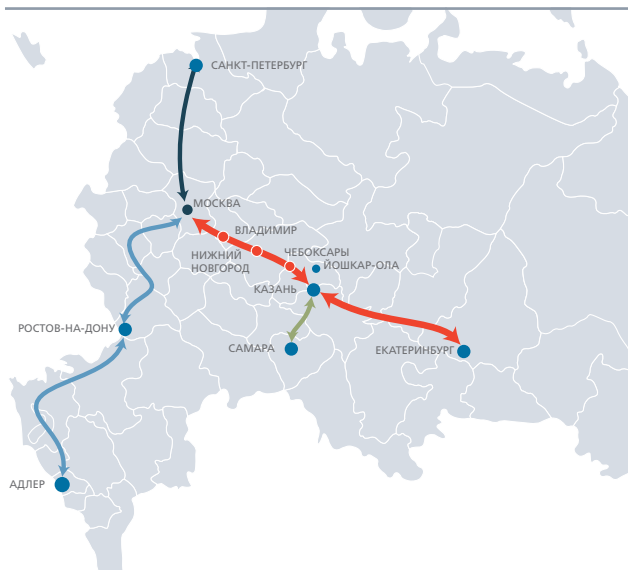 САНКТ-ПЕТЕРБУРГ
МОСКВА
ВЛАДИМИР
НИЖНИЙ
НОВГОРОД
ЧЕБОКСАРЫ
ЙОШКАР-ОЛА
КАЗАНЬ
РОСТОВ-НА-ДОНУ
САМАРА
ЕКАТЕРИНБУРГ
АДЛЕР